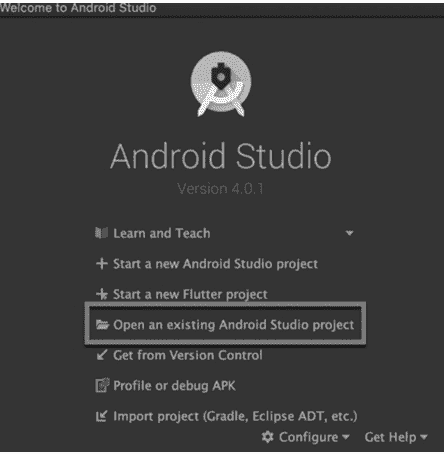 Welcome to Android Studio
Android Studio
Version 4.0.1
Learn and Teach
Start a new Android Studio project
Start a new Flutter project
Open an existing Android Studio project
Get from Version Control
Profile or debug APK
Import project (Gradle, Eclipse ADT, etc.)
Configure Get Help